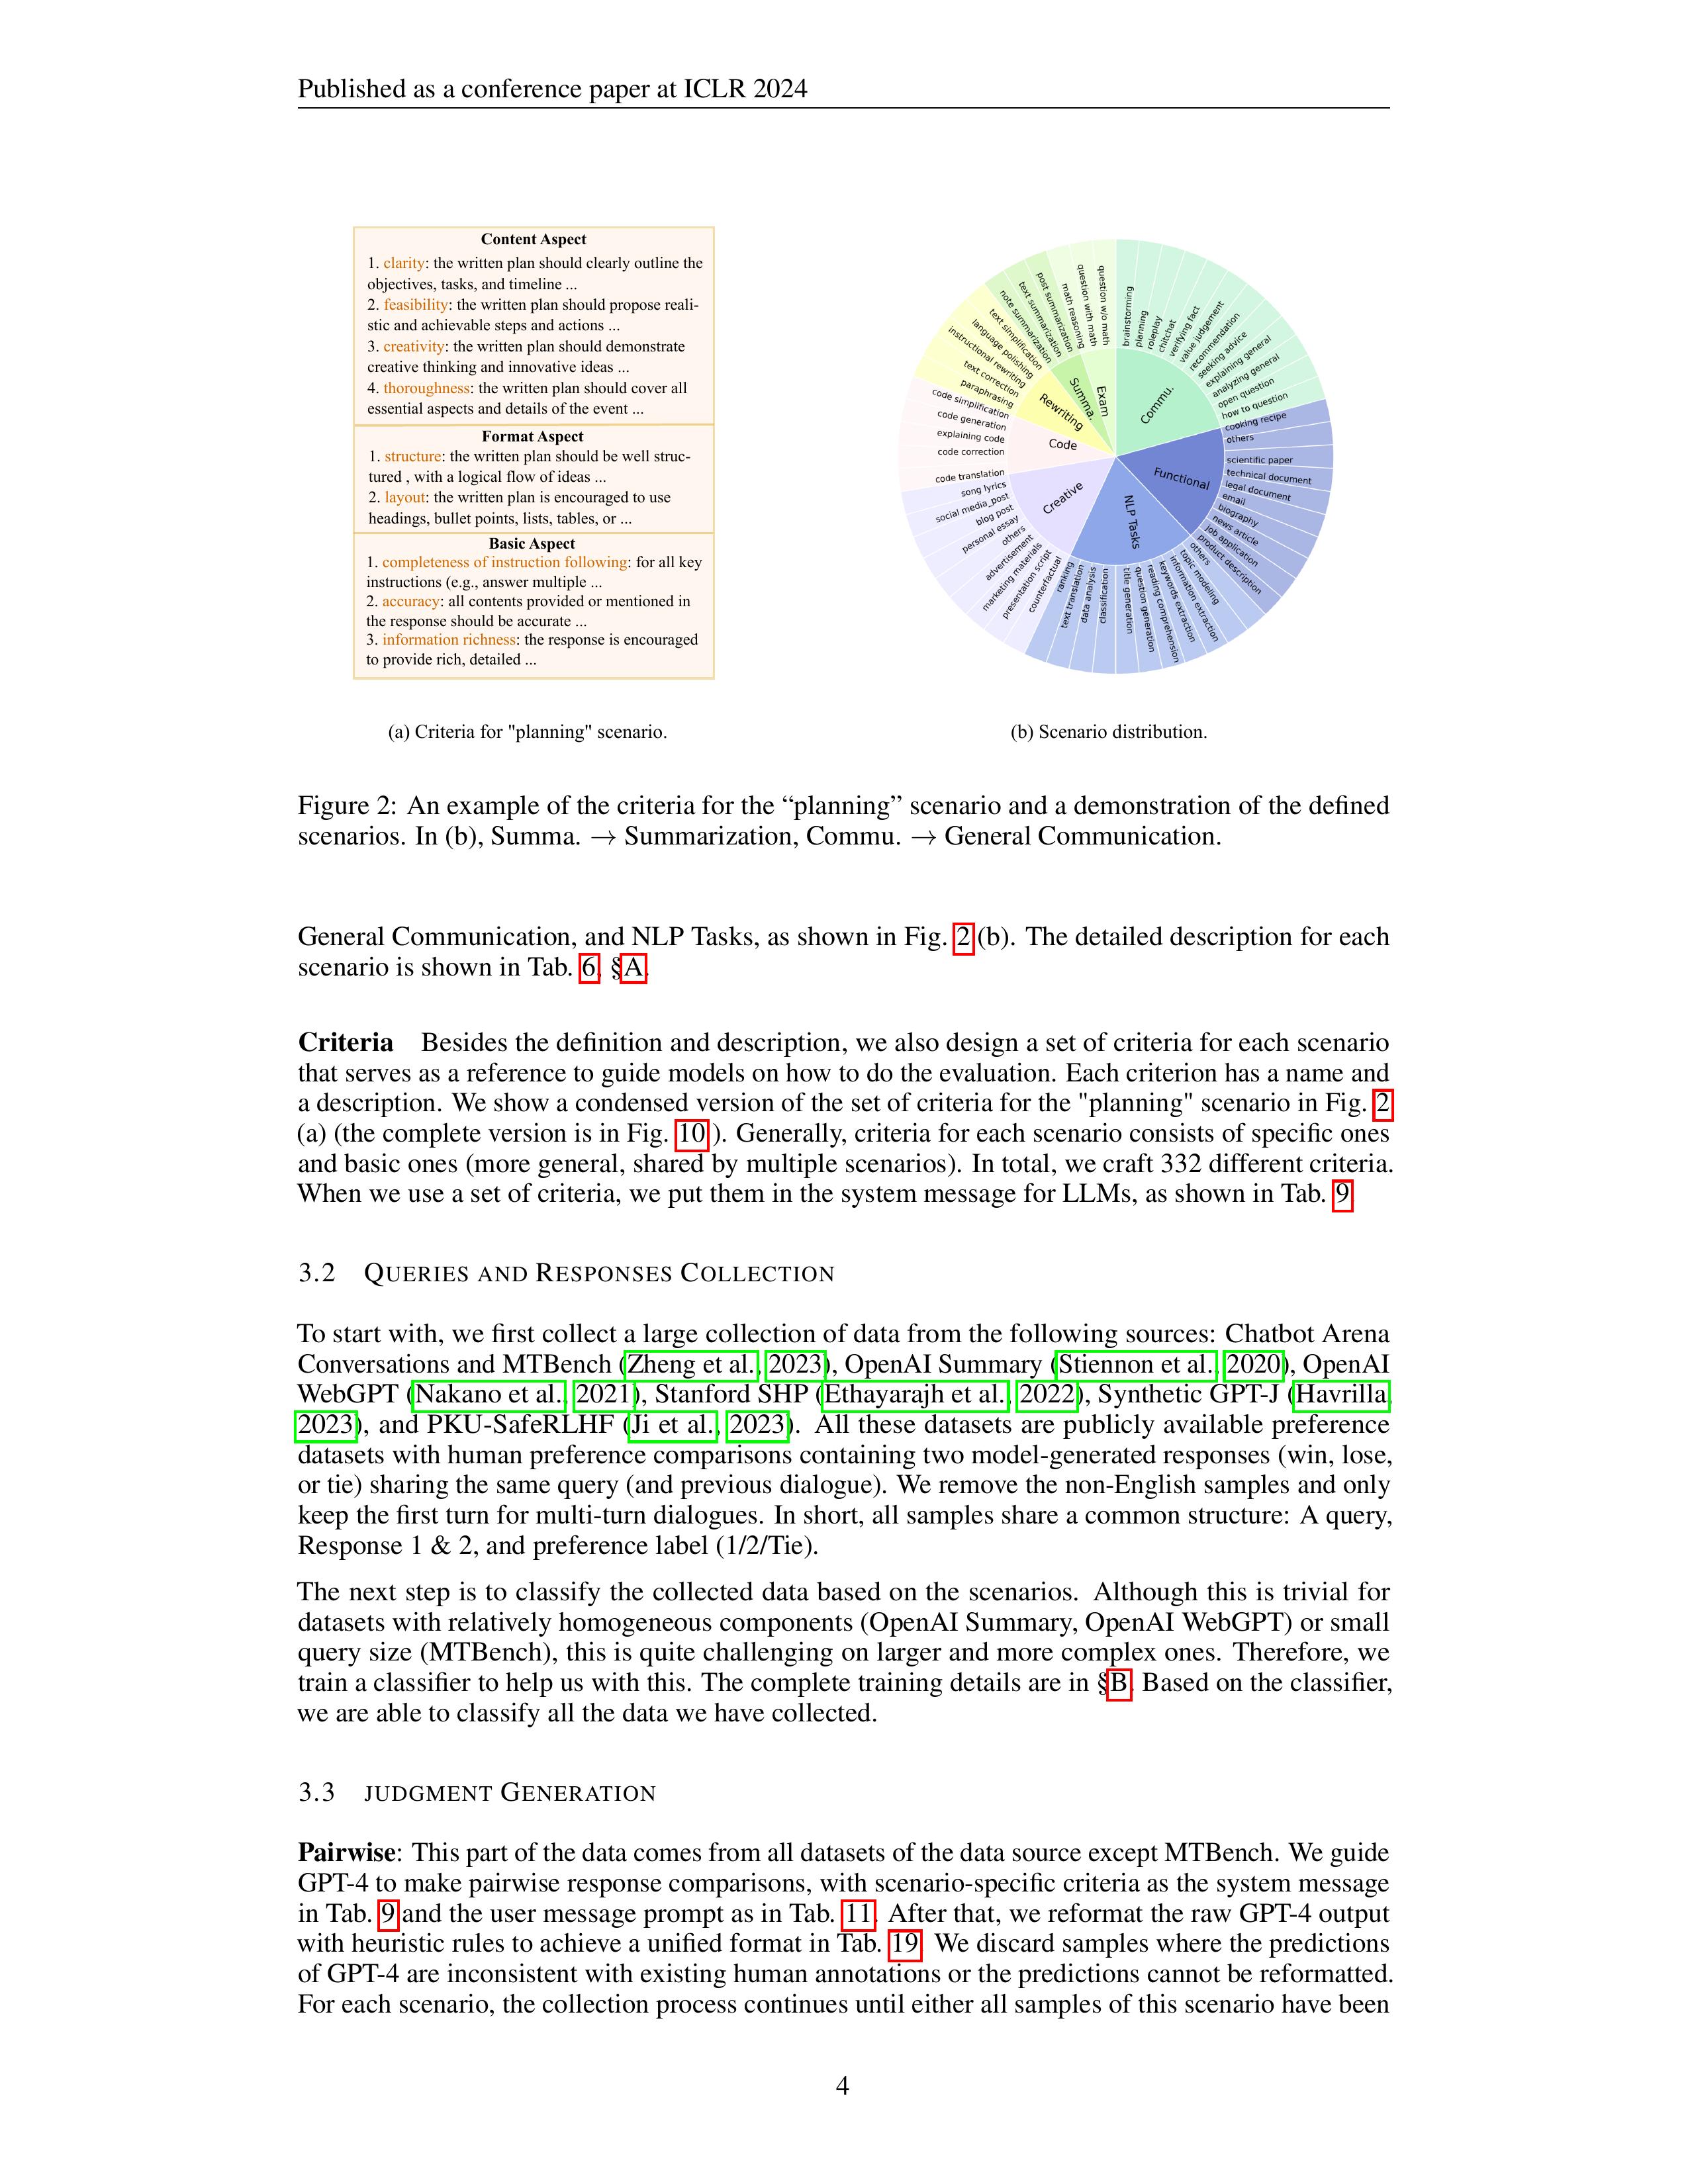 Published as a conference paper at ICLR 2024
Content Aspect
1. clarity: the written plan should clearly outline the
objectives, tasks, and timeline ...
2. feasibility: the written plan should propose reali-
stic and achievable steps and actions ...
3. creativity: the written plan should demonstrate
creative thinking and innovative ideas ...
4. thoroughness: the written plan should cover all
essential aspects and details of the event ...
Format Aspect
1. structure: the written plan should be well struc-
tured , with a logical flow of ideas ...
2. layout: the written plan is encouraged to use
headings, bullet points, lists, tables, or ...
Basic Aspect
1. completeness of instruction following: for all key
instructions (e.g., answer multiple ...
2. accuracy: all contents provided or mentioned in
the response should be accurate ...
3. information richness: the response is encouraged
to provide rich, detailed ...
(a) Criteria for "planning" scenario.
Commu.
brainstorming
planning
roleplay
chitchat
verifying fact
value judgement
recommendation
seeking advice
explaining general
analyzing general
open question
how to question
Functional
cooking recipe
others
scientific paper
technical document
legal document
email
biography
news article
job application
product description
NLP Tasks
others
topic modeling
information extraction
keywords extraction
reading comprehension
question generation
title generation
classification
data analysis
text translation
ranking
Creative
counterfactual
presentation script
marketing materials
advertisement
others
personal essay
blog post
social media_post
song lyrics
Code
code translation
code correction
explaining code
code generation
code simplification
Rewriting
paraphrasing
text correction
instructional rewriting
language polishing
text simplification
Summa.
note summarization
text summarization
post summarization
Exam
math reasoning
question with math
question w/o math
(b) Scenario distribution.
Figure 2: An example of the criteria for the “planning” scenario and a demonstration of the defined
scenarios. In (b), Summa. → Summarization, Commu. → General Communication.
General Communication, and NLP Tasks, as shown in Fig. 2 (b). The detailed description for each
scenario is shown in Tab. 6, §A.
Criteria Besides the definition and description, we also design a set of criteria for each scenario
that serves as a reference to guide models on how to do the evaluation. Each criterion has a name and
a description. We show a condensed version of the set of criteria for the "planning" scenario in Fig. 2
(a) (the complete version is in Fig. 10 ). Generally, criteria for each scenario consists of specific ones
and basic ones (more general, shared by multiple scenarios). In total, we craft 332 different criteria.
When we use a set of criteria, we put them in the system message for LLMs, as shown in Tab. 9.
3.2 QUERIES AND RESPONSES COLLECTION
To start with, we first collect a large collection of data from the following sources: Chatbot Arena
Conversations and MTBench (Zheng et al., 2023), OpenAI Summary (Stiennon et al., 2020), OpenAI
WebGPT (Nakano et al., 2021), Stanford SHP (Ethayarajh et al., 2022), Synthetic GPT-J (Havrilla,
2023), and PKU-SafeRLHF (Ji et al., 2023). All these datasets are publicly available preference
datasets with human preference comparisons containing two model-generated responses (win, lose,
or tie) sharing the same query (and previous dialogue). We remove the non-English samples and only
keep the first turn for multi-turn dialogues. In short, all samples share a common structure: A query,
Response 1 & 2, and preference label (1/2/Tie).
The next step is to classify the collected data based on the scenarios. Although this is trivial for
datasets with relatively homogeneous components (OpenAI Summary, OpenAI WebGPT) or small
query size (MTBench), this is quite challenging on larger and more complex ones. Therefore, we
train a classifier to help us with this. The complete training details are in §B. Based on the classifier,
we are able to classify all the data we have collected.
3.3 JUDGMENT GENERATION
Pairwise: This part of the data comes from all datasets of the data source except MTBench. We guide
GPT-4 to make pairwise response comparisons, with scenario-specific criteria as the system message
in Tab. 9 and the user message prompt as in Tab. 11. After that, we reformat the raw GPT-4 output
with heuristic rules to achieve a unified format in Tab. 19. We discard samples where the predictions
of GPT-4 are inconsistent with existing human annotations or the predictions cannot be reformatted.
For each scenario, the collection process continues until either all samples of this scenario have been
4